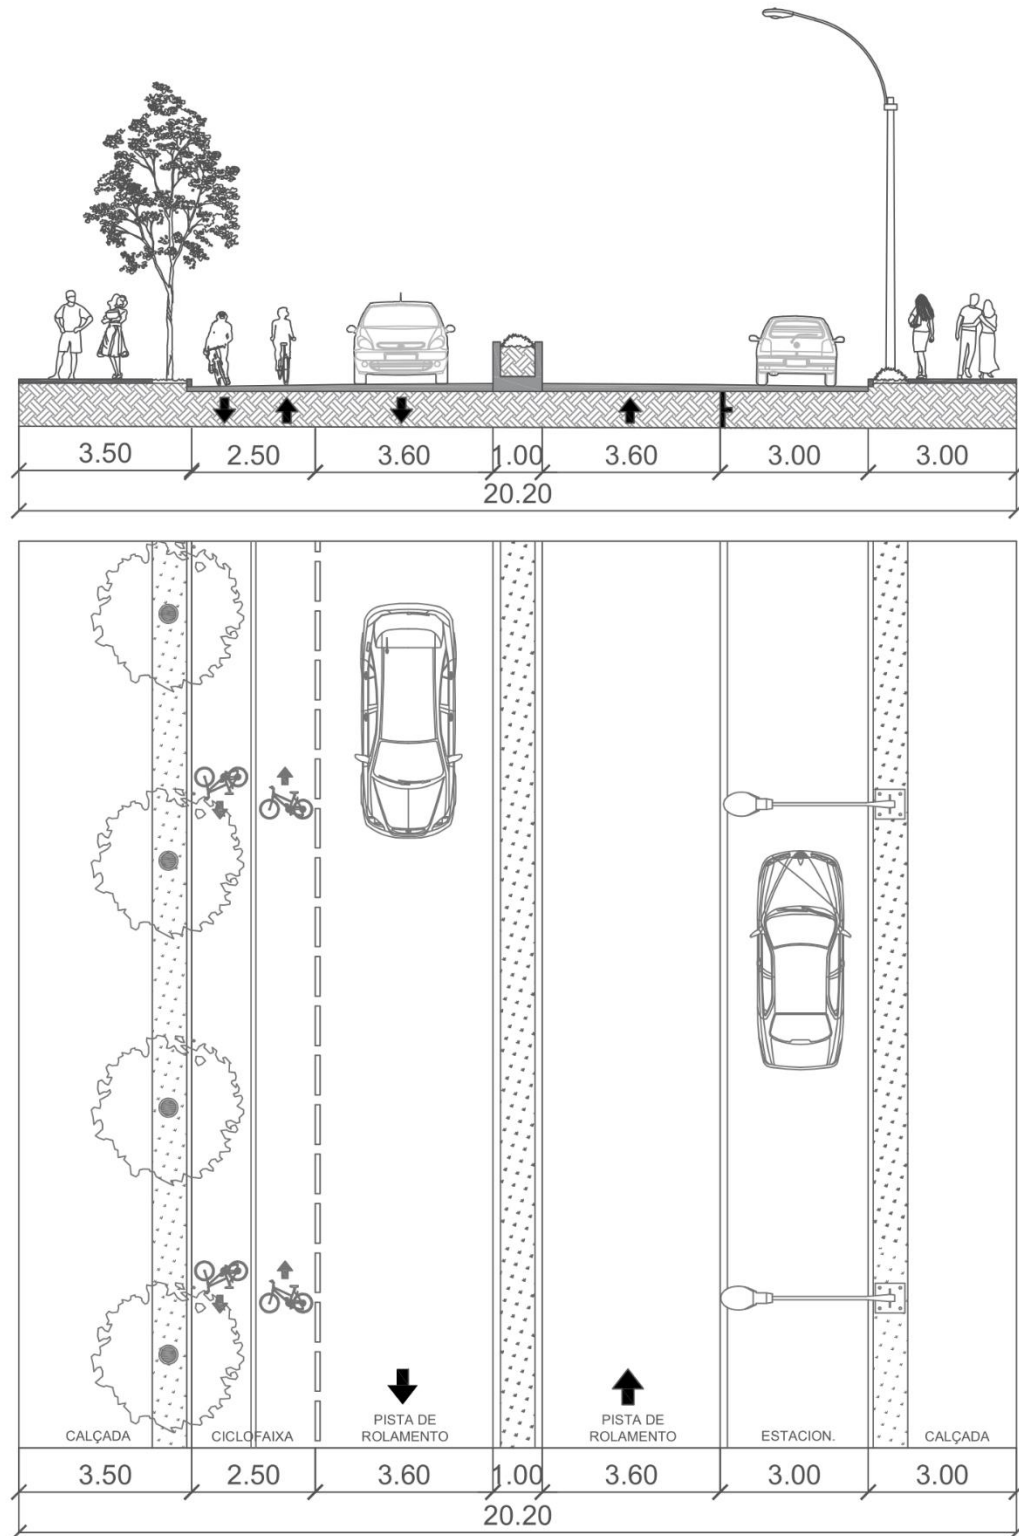 3.50 2.50 3.60 1.00 3.60 3.00 3.00
20.20
CALÇADA CICLOFAIXA PISTA DE ROLAMENTO PISTA DE ROLAMENTO ESTACION. CALÇADA
3.50 2.50 3.60 1.00 3.60 3.00 3.00
20.20